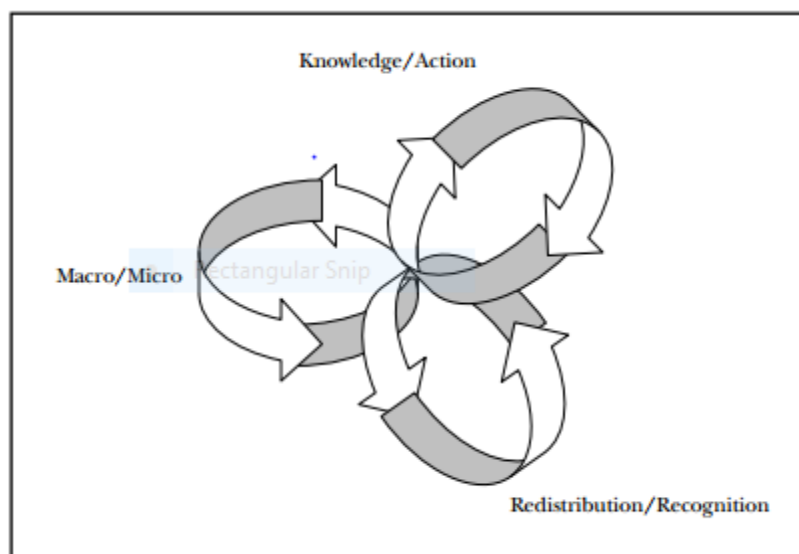 Knowledge/Action
Rectangular Snip
Macro/Micro
Redistribution/Recognition